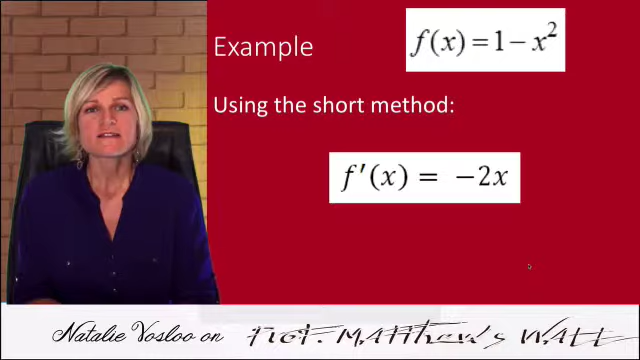 Example
f(x) = 1 − x²
Using the short method:
f′(x) = −2x
Natalie Vosloo on Prof. Matthew's WALL